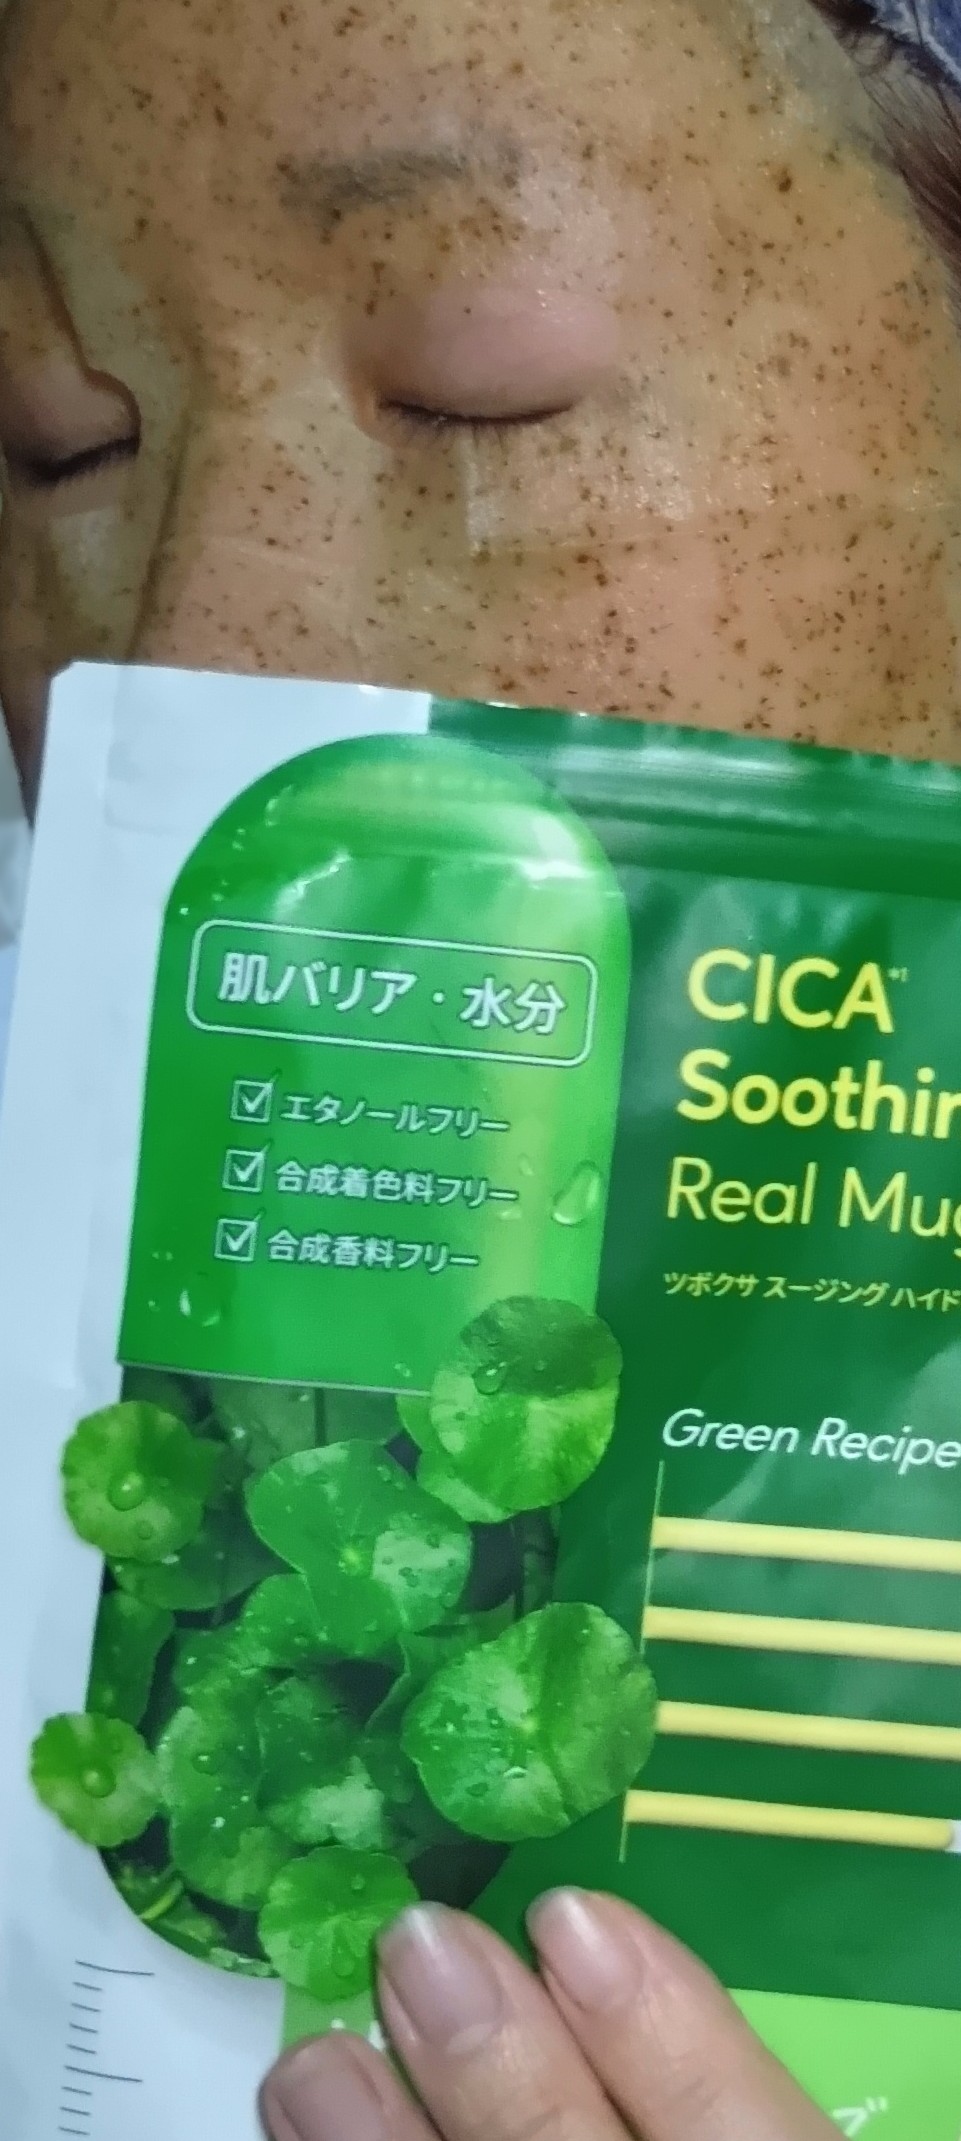 肌バリア・水分
エタノールフリー
合成着色料フリー
合成香料フリー
CICA*1
Soothin
Real Mug
ツボクサ スージング ハイド
Green Recipe